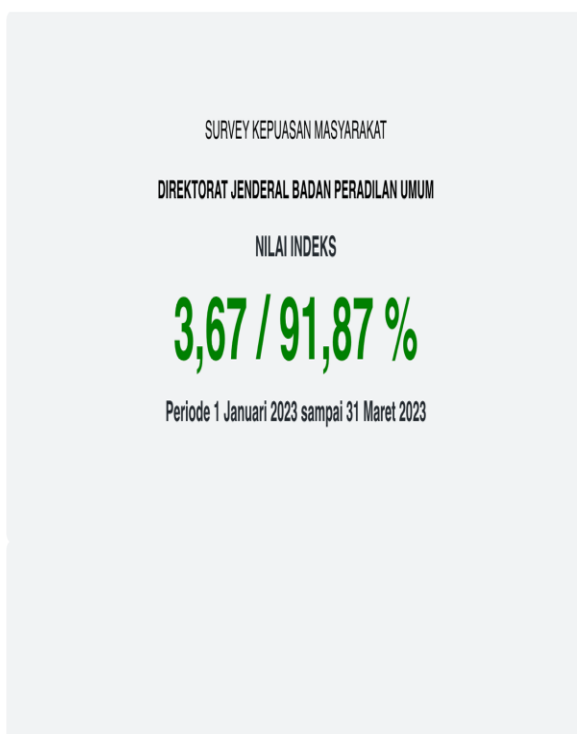 SURVEY KEPUASAN MASYARAKAT
DIREKTORAT JENDERAL BADAN PERADILAN UMUM
NILAI INDEKS
3,67 / 91,87 %
Periode 1 Januari 2023 sampai 31 Maret 2023